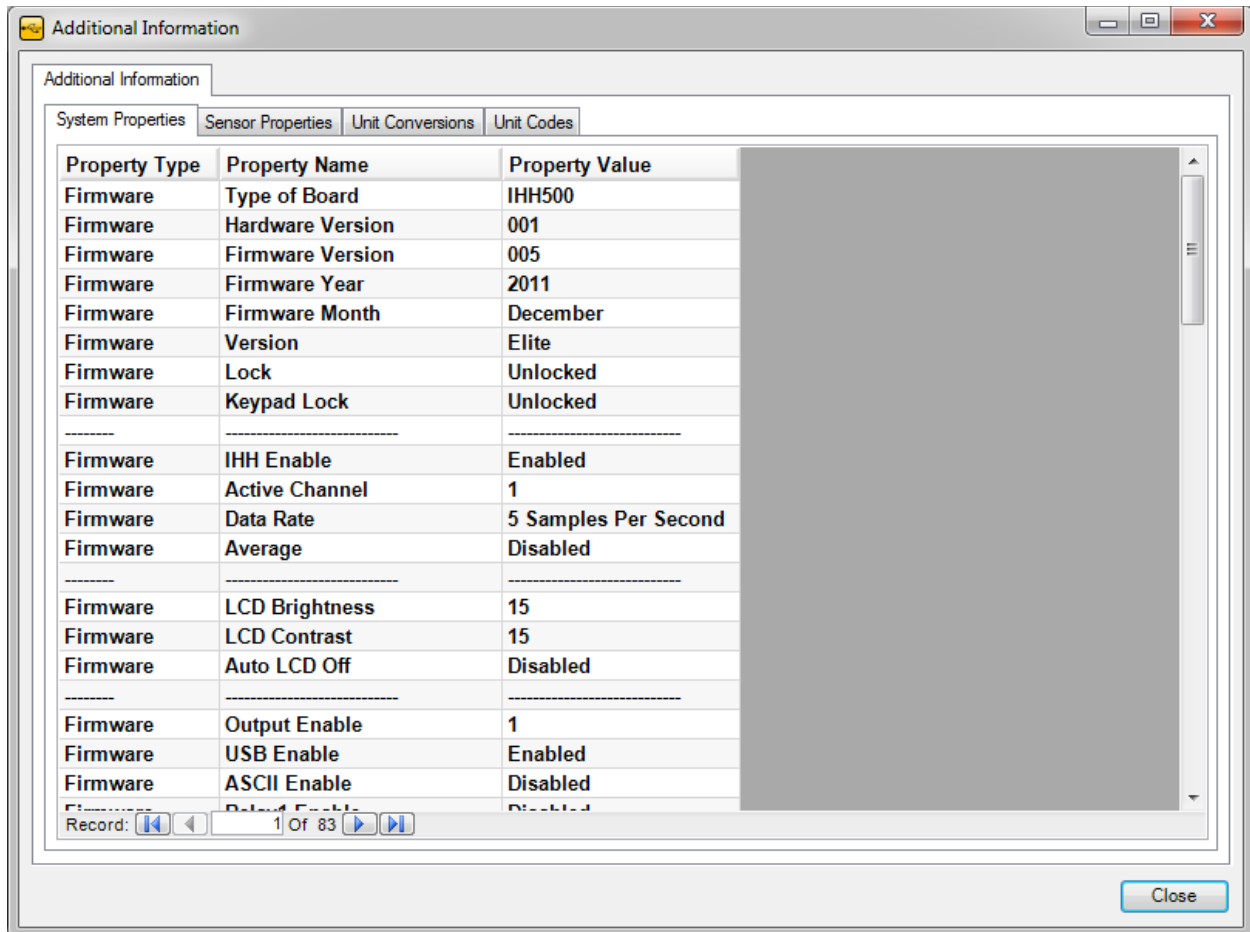 Additional Information
Additional Information
System Properties Sensor Properties Unit Conversions Unit Codes
Property Type Property Name Property Value
Firmware Type of Board IHH500
Firmware Hardware Version 001
Firmware Firmware Version 005
Firmware Firmware Year 2011
Firmware Firmware Month December
Firmware Version Elite
Firmware Lock Unlocked
Firmware Keypad Lock Unlocked
-------- ---------------------------- ----------------------------
Firmware IHH Enable Enabled
Firmware Active Channel 1
Firmware Data Rate 5 Samples Per Second
Firmware Average Disabled
-------- ---------------------------- ----------------------------
Firmware LCD Brightness 15
Firmware LCD Contrast 15
Firmware Auto LCD Off Disabled
-------- ---------------------------- ----------------------------
Firmware Output Enable 1
Firmware USB Enable Enabled
Firmware ASCII Enable Disabled
Firmware Relay1 Enable Disabled
Record: 1 Of 83
Close